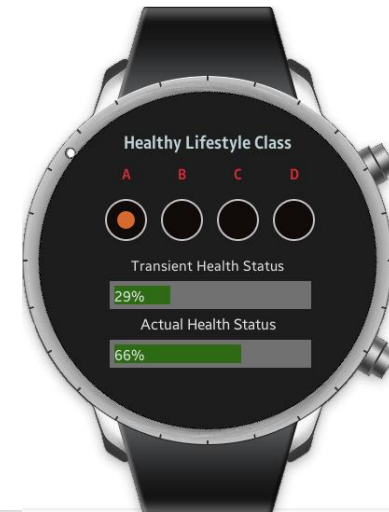 Healthy Lifestyle Class
A B C D
Transient Health Status
29%
Actual Health Status
66%